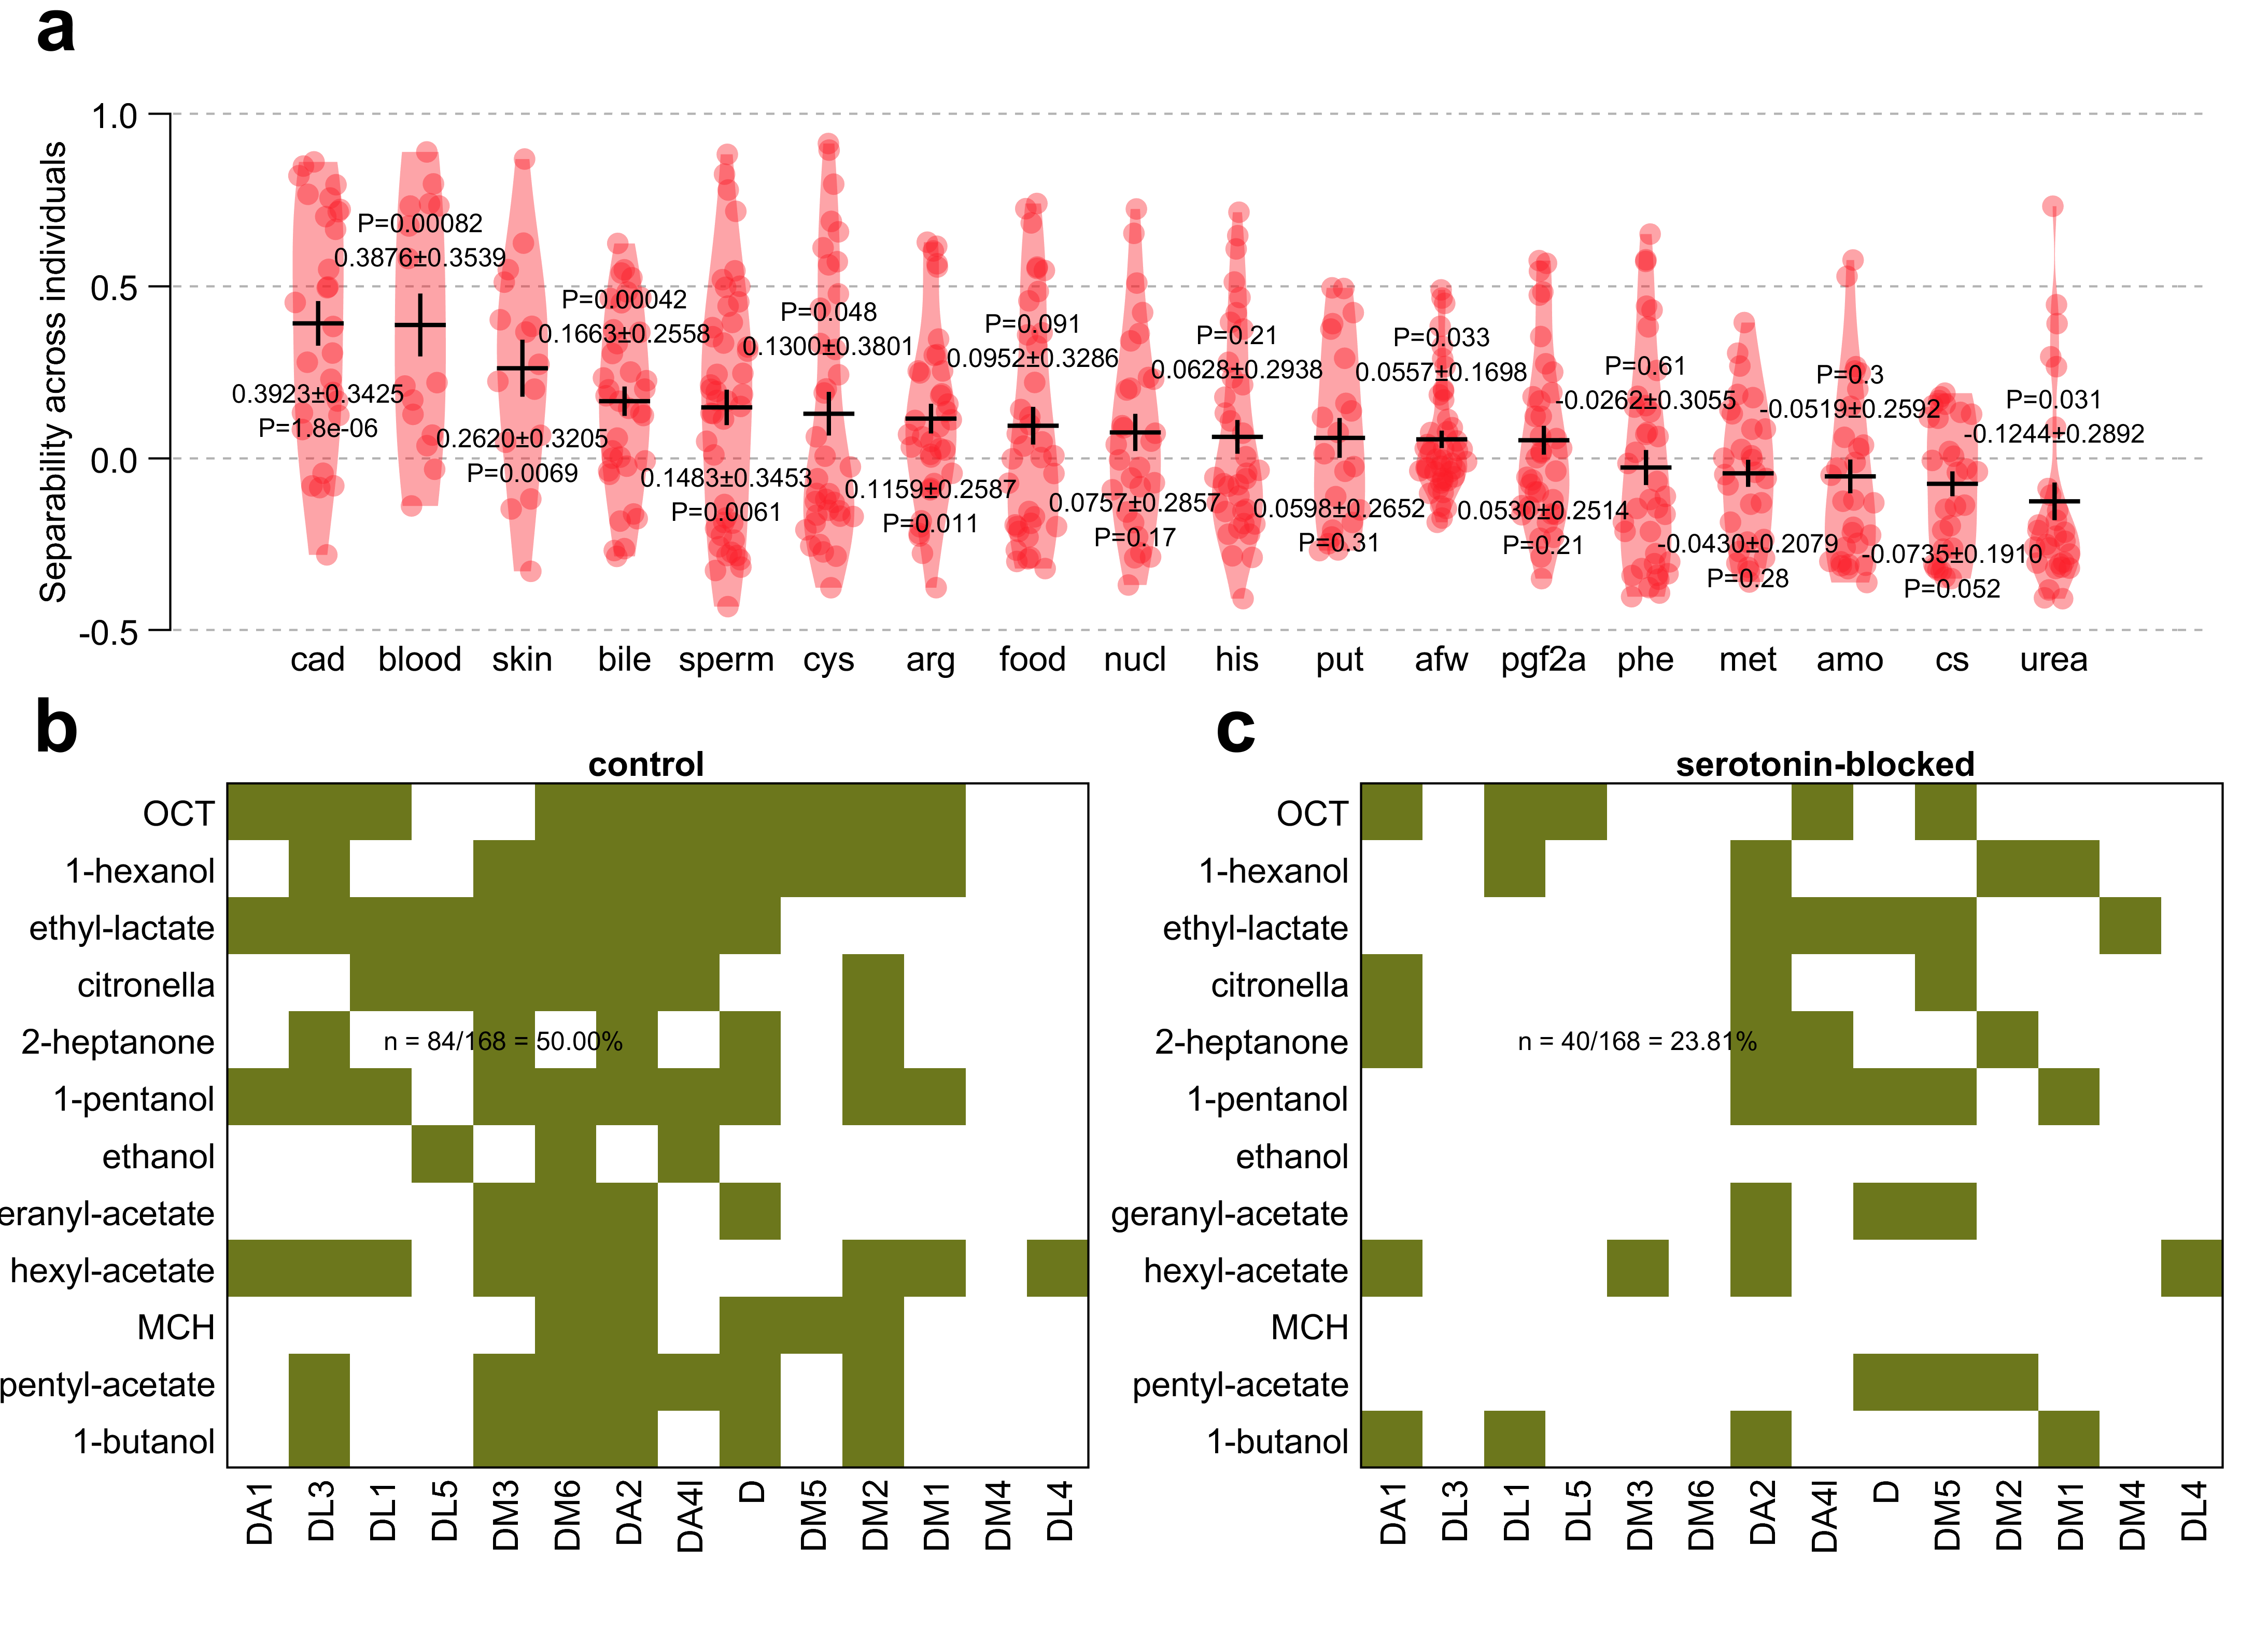 a
Separability across individuals
1.0
0.5
0.0
-0.5
0.3923±0.3425
P=1.8e-06
P=0.00082
0.3876±0.3539
0.2620±0.3205
P=0.0069
P=0.00042
0.1663±0.2558
0.1483±0.3453
P=0.0061
P=0.048
0.1300±0.3801
0.1159±0.2587
P=0.011
P=0.091
0.0952±0.3286
0.0757±0.2857
P=0.17
P=0.21
0.0628±0.2938
0.0598±0.2652
P=0.31
P=0.033
0.0557±0.1698
0.0530±0.2514
P=0.21
P=0.61
-0.0262±0.3055
-0.0430±0.2079
P=0.28
P=0.3
-0.0519±0.2592
-0.0735±0.1910
P=0.052
P=0.031
-0.1244±0.2892
cad blood skin bile sperm cys arg food nucl his put afw pgf2a phe met amo cs urea
b
control
OCT
1-hexanol
ethyl-lactate
citronella
2-heptanone
1-pentanol
ethanol
eranyl-acetate
hexyl-acetate
MCH
pentyl-acetate
1-butanol
n = 84/168 = 50.00%
DA1 DL3 DL1 DL5 DM3 DM6 DA2 DA4l D DM5 DM2 DM1 DM4 DL4
c
serotonin-blocked
OCT
1-hexanol
ethyl-lactate
citronella
2-heptanone
1-pentanol
ethanol
geranyl-acetate
hexyl-acetate
MCH
pentyl-acetate
1-butanol
n = 40/168 = 23.81%
DA1 DL3 DL1 DL5 DM3 DM6 DA2 DA4l D DM5 DM2 DM1 DM4 DL4